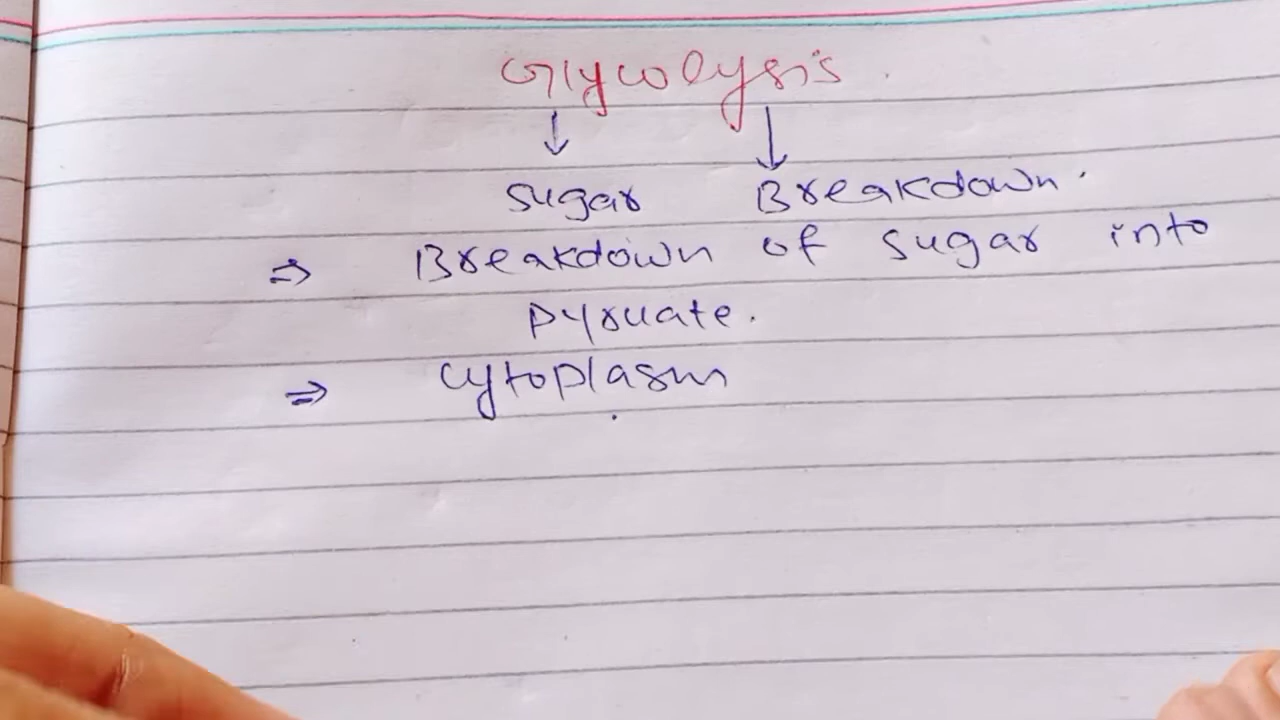 Glycolysis.
↓ ↓
Sugar Breakdown.
⇒ Breakdown of sugar into
pyruate.
⇒ Cytoplasm